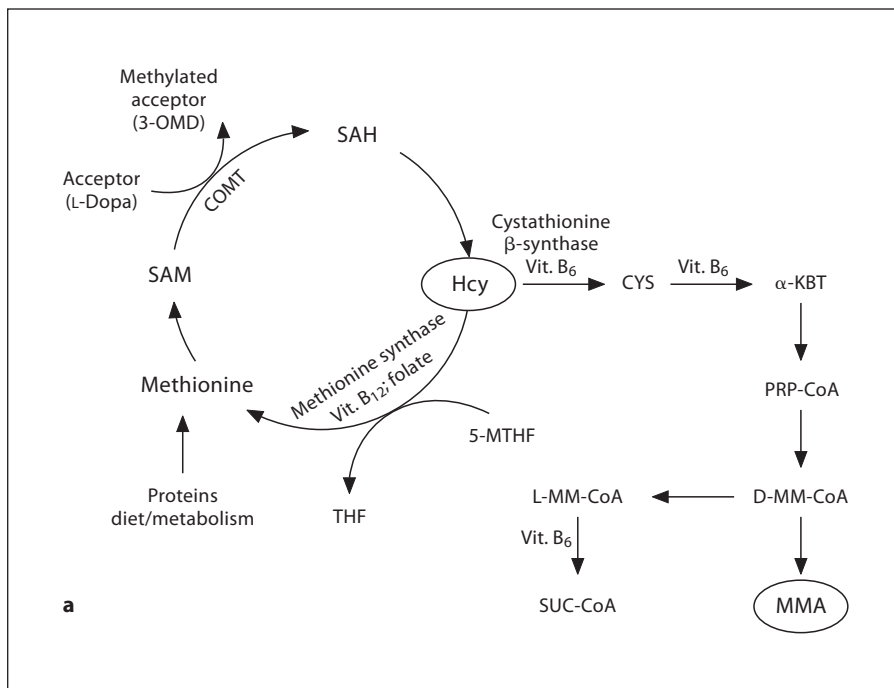 Methylated
acceptor
(3-OMD)
SAH
Acceptor
(L-Dopa)
COMT
Cystathionine
β-synthase
SAM
Hcy
Vit. B₆
CYS
Vit. B₆
α-KBT
Methionine synthase
Vit. B₁₂; folate
Methionine
PRP-CoA
5-MTHF
Proteins
diet/metabolism
THF
L-MM-CoA
D-MM-CoA
Vit. B₆
a
SUC-CoA
MMA